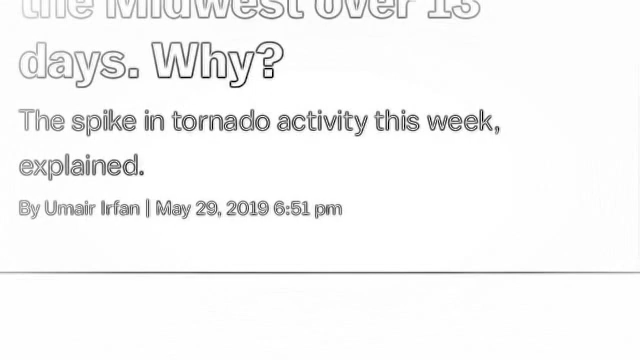 the Midwest over 13
days. Why?
The spike in tornado activity this week,
explained.
By Umair Irfan | May 29, 2019 6:51 pm